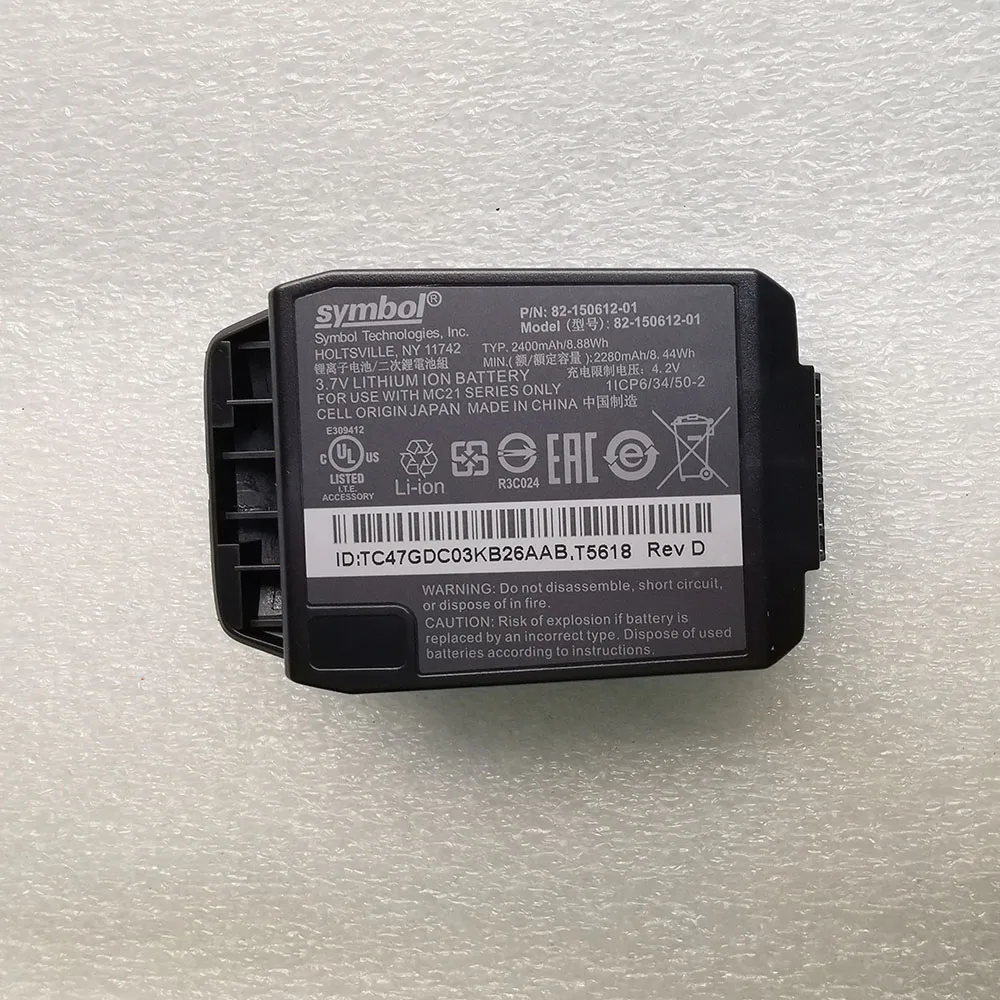 symbol®
Symbol Technologies, Inc.
HOLTSVILLE, NY 11742
锂离子电池/二次鋰電池組
3.7V LITHIUM ION BATTERY
FOR USE WITH MC21 SERIES ONLY
CELL ORIGIN JAPAN MADE IN CHINA 中国制造
P/N: 82-150612-01
Model (型号): 82-150612-01
TYP. 2400mAh/8.88Wh
MIN.(额/額定容量):2280mAh/8.44Wh
充电限制电压: 4.2V
1ICP6/34/50-2
E309412
C UL US
LISTED
I.T.E.
ACCESSORY
Li-ion
R3C024
EAC
ID:TC47GDC03KB26AAB,T5618 Rev D
WARNING: Do not disassemble, short circuit,
or dispose of in fire.
CAUTION: Risk of explosion if battery is
replaced by an incorrect type. Dispose of used
batteries according to instructions.